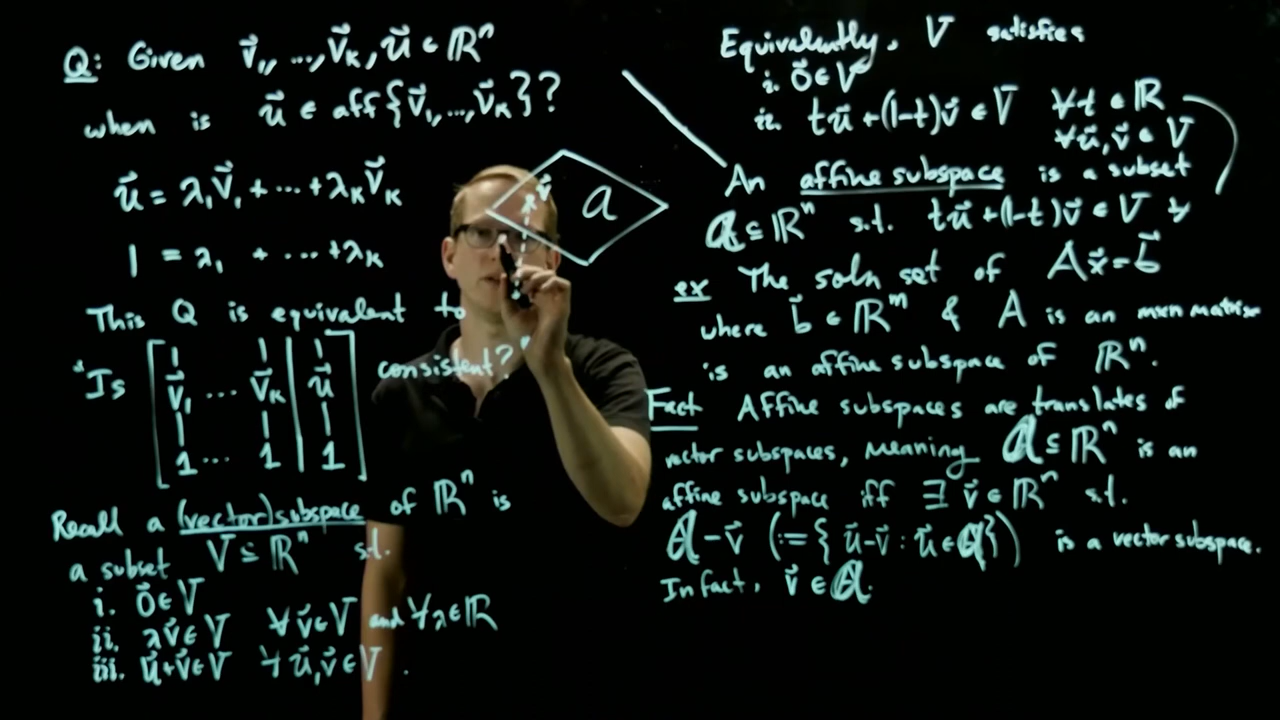 Q: Given v⃗₁, ..., v⃗ₖ, u⃗ ∈ ℝⁿ
when is u⃗ ∈ aff{v⃗₁, ..., v⃗ₖ}?
u⃗ = λ₁v⃗₁ + ... + λₖv⃗ₖ
1 = λ₁ + ... + λₖ
This Q is equivalent to
"Is [ | | | | ] consistent?"
v⃗₁ ... v⃗ₖ | u⃗
| | |
1 ... 1 | 1
Recall a (vector) subspace of ℝⁿ is
a subset V ⊆ ℝⁿ s.t.
i. 0⃗ ∈ V
ii. λv⃗ ∈ V ∀ v⃗ ∈ V and ∀ λ ∈ ℝ
iii. u⃗+v⃗ ∈ V ∀ u⃗,v⃗ ∈ V.
v⃗
a
Equivalently, V satisfies
i. 0⃗ ∈ V
ii. tu⃗ + (1-t)v⃗ ∈ V ∀ t ∈ ℝ
∀ u⃗,v⃗ ∈ V
An affine subspace is a subset
a ⊆ ℝⁿ s.t. tu⃗ + (1-t)v⃗ ∈ V
ex The soln set of Ax⃗ = b⃗
where b⃗ ∈ ℝᵐ & A is an mxn matrix
is an affine subspace of ℝⁿ.
Fact Affine subspaces are translates of
vector subspaces, meaning a ⊆ ℝⁿ is an
affine subspace iff ∃ v⃗ ∈ ℝⁿ s.t.
a - v⃗ (:= { u⃗-v⃗ : u⃗ ∈ a}) is a vector subspace.
In fact, v⃗ ∈ a.